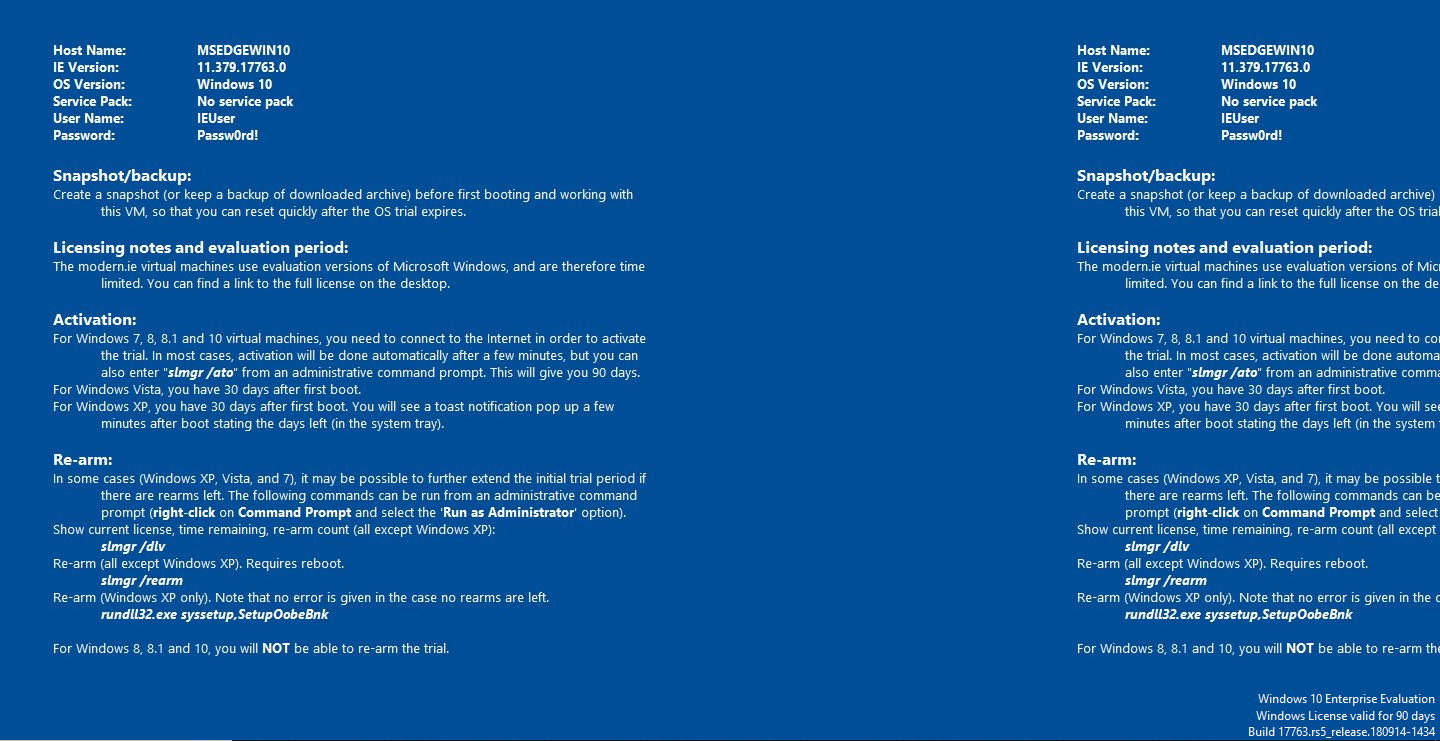 Host Name: MSEDGEWIN10
IE Version: 11.379.17763.0
OS Version: Windows 10
Service Pack: No service pack
User Name: IEUser
Password: Passw0rd!
Snapshot/backup:
Create a snapshot (or keep a backup of downloaded archive) before first booting and working with
this VM, so that you can reset quickly after the OS trial expires.
Licensing notes and evaluation period:
The modern.ie virtual machines use evaluation versions of Microsoft Windows, and are therefore time
limited. You can find a link to the full license on the desktop.
Activation:
For Windows 7, 8, 8.1 and 10 virtual machines, you need to connect to the Internet in order to activate
the trial. In most cases, activation will be done automatically after a few minutes, but you can
also enter "slmgr /ato" from an administrative command prompt. This will give you 90 days.
For Windows Vista, you have 30 days after first boot.
For Windows XP, you have 30 days after first boot. You will see a toast notification pop up a few
minutes after boot stating the days left (in the system tray).
Re-arm:
In some cases (Windows XP, Vista, and 7), it may be possible to further extend the initial trial period if
there are rearms left. The following commands can be run from an administrative command
prompt (right-click on Command Prompt and select the 'Run as Administrator' option).
Show current license, time remaining, re-arm count (all except Windows XP):
slmgr /dlv
Re-arm (all except Windows XP). Requires reboot.
slmgr /rearm
Re-arm (Windows XP only). Note that no error is given in the case no rearms are left.
rundll32.exe syssetup,SetupOobeBnk
For Windows 8, 8.1 and 10, you will NOT be able to re-arm the trial.
Host Name: MSEDGEWIN10
IE Version: 11.379.17763.0
OS Version: Windows 10
Service Pack: No service pack
User Name: IEUser
Password: Passw0rd!
Snapshot/backup:
Create a snapshot (or keep a backup of downloaded archive)
this VM, so that you can reset quickly after the OS trial
Licensing notes and evaluation period:
The modern.ie virtual machines use evaluation versions of
limited. You can find a link to the full license on the
Activation:
For Windows 7, 8, 8.1 and 10 virtual machines, you need to
the trial. In most cases, activation will be done
also enter "slmgr /ato" from an administrative
For Windows Vista, you have 30 days after first boot.
For Windows XP, you have 30 days after first boot. You will
minutes after boot stating the days left (in the system
Re-arm:
In some cases (Windows XP, Vista, and 7), it may be possible
there are rearms left. The following commands can be
prompt (right-click on Command Prompt and select
Show current license, time remaining, re-arm count (all except
slmgr /dlv
Re-arm (all except Windows XP). Requires reboot.
slmgr /rearm
Re-arm (Windows XP only). Note that no error is given in the
rundll32.exe syssetup,SetupOobeBnk
For Windows 8, 8.1 and 10, you will NOT be able to re-arm the
Windows 10 Enterprise Evaluation
Windows License valid for 90 days
Build 17763.rs5_release.180914-1434